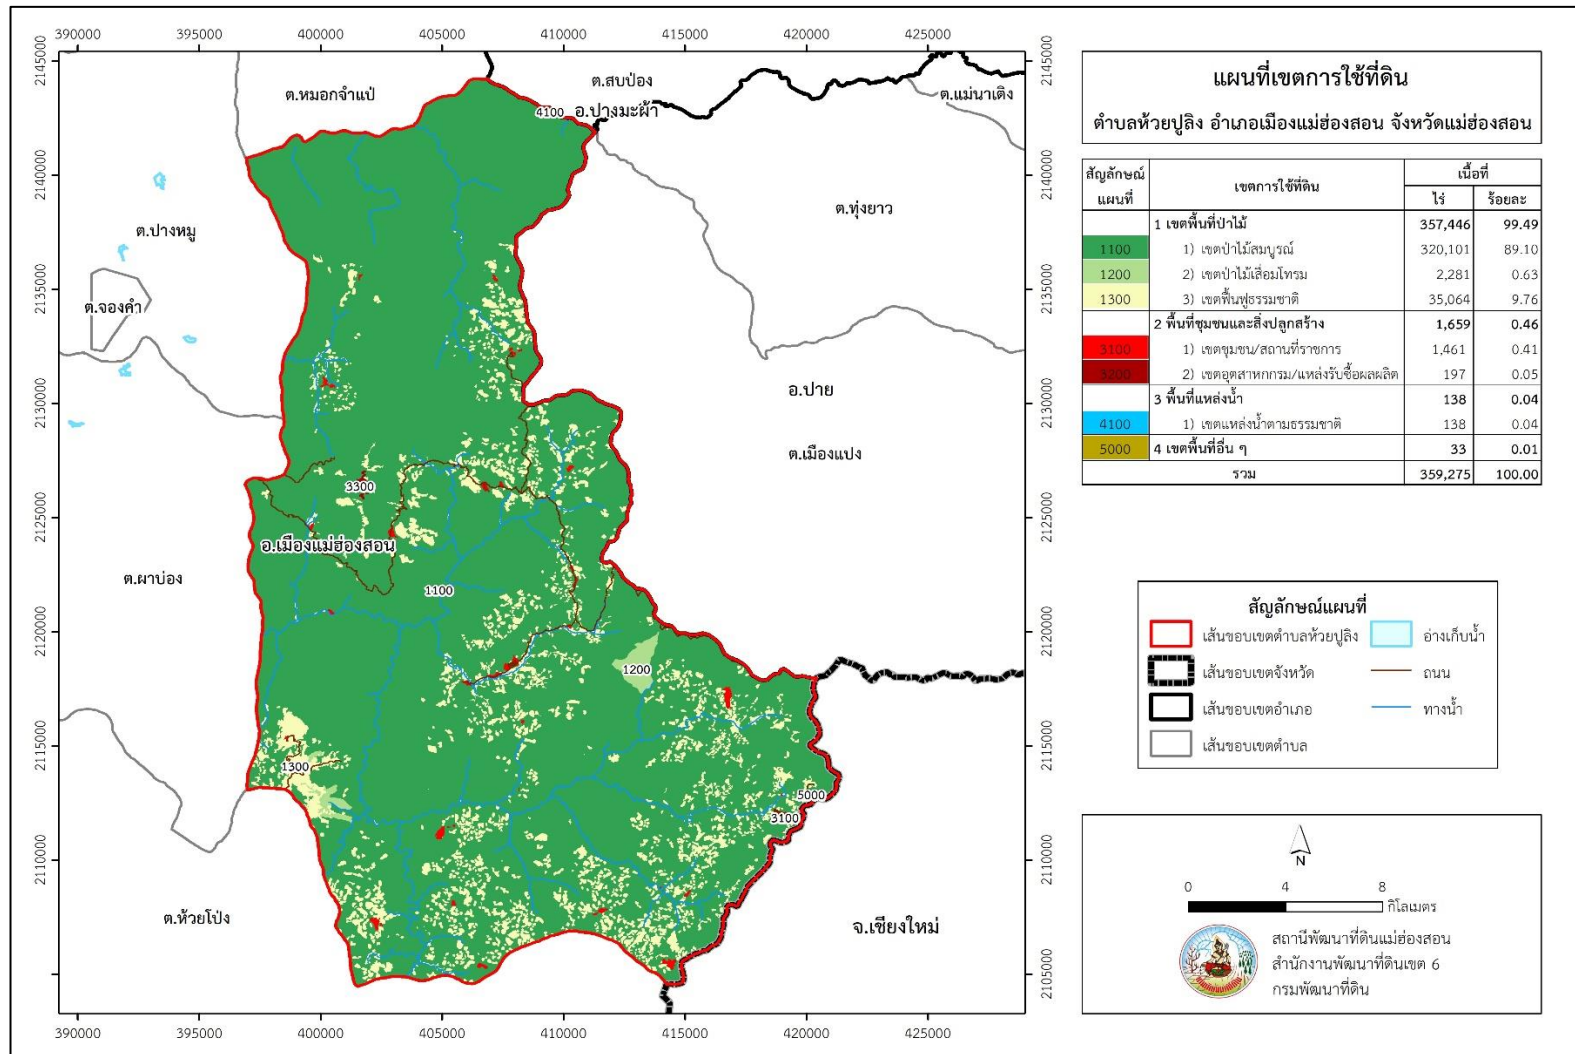 390000 395000 400000 405000 410000 415000 420000 425000
2145000
2140000
2135000
2130000
2125000
2120000
2115000
2110000
2105000
ต.หมอกจำแป่
ต.สบป่อง
4100
อ.ปางมะผ้า
ต.แม่นาเติง
ต.ปางหมู
ต.ทุ่งยาว
ต.จองคำ
อ.ปาย
ต.เมืองแปง
3300
อ.เมืองแม่ฮ่องสอน
ต.ผาบ่อง
1100
1200
1300
5000
3100
ต.ห้วยโป่ง
จ.เชียงใหม่
2145000
2140000
2135000
2130000
2125000
2120000
2115000
2110000
2105000
390000 395000 400000 405000 410000 415000 420000 425000
แผนที่เขตการใช้ที่ดิน
ตำบลห้วยปูลิง อำเภอเมืองแม่ฮ่องสอน จังหวัดแม่ฮ่องสอน
สัญลักษณ์แผนที่ เขตการใช้ที่ดิน เนื้อที่
ไร่ ร้อยละ
1 เขตพื้นที่ป่าไม้ 357,446 99.49
1100 1) เขตป่าไม้สมบูรณ์ 320,101 89.10
1200 2) เขตป่าไม้เสื่อมโทรม 2,281 0.63
1300 3) เขตฟื้นฟูธรรมชาติ 35,064 9.76
2 พื้นที่ชุมชนและสิ่งปลูกสร้าง 1,659 0.46
3100 1) เขตชุมชน/สถานที่ราชการ 1,461 0.41
3200 2) เขตอุตสาหกรรม/แหล่งรับซื้อผลผลิต 197 0.05
3 พื้นที่แหล่งน้ำ 138 0.04
4100 1) เขตแหล่งน้ำตามธรรมชาติ 138 0.04
5000 4 เขตพื้นที่อื่น ๆ 33 0.01
รวม 359,275 100.00
สัญลักษณ์แผนที่
เส้นขอบเขตตำบลห้วยปูลิง อ่างเก็บน้ำ
เส้นขอบเขตจังหวัด ถนน
เส้นขอบเขตอำเภอ ทางน้ำ
เส้นขอบเขตตำบล
N
0 4 8
กิโลเมตร
สถานีพัฒนาที่ดินแม่ฮ่องสอน
สำนักงานพัฒนาที่ดินเขต 6
กรมพัฒนาที่ดิน